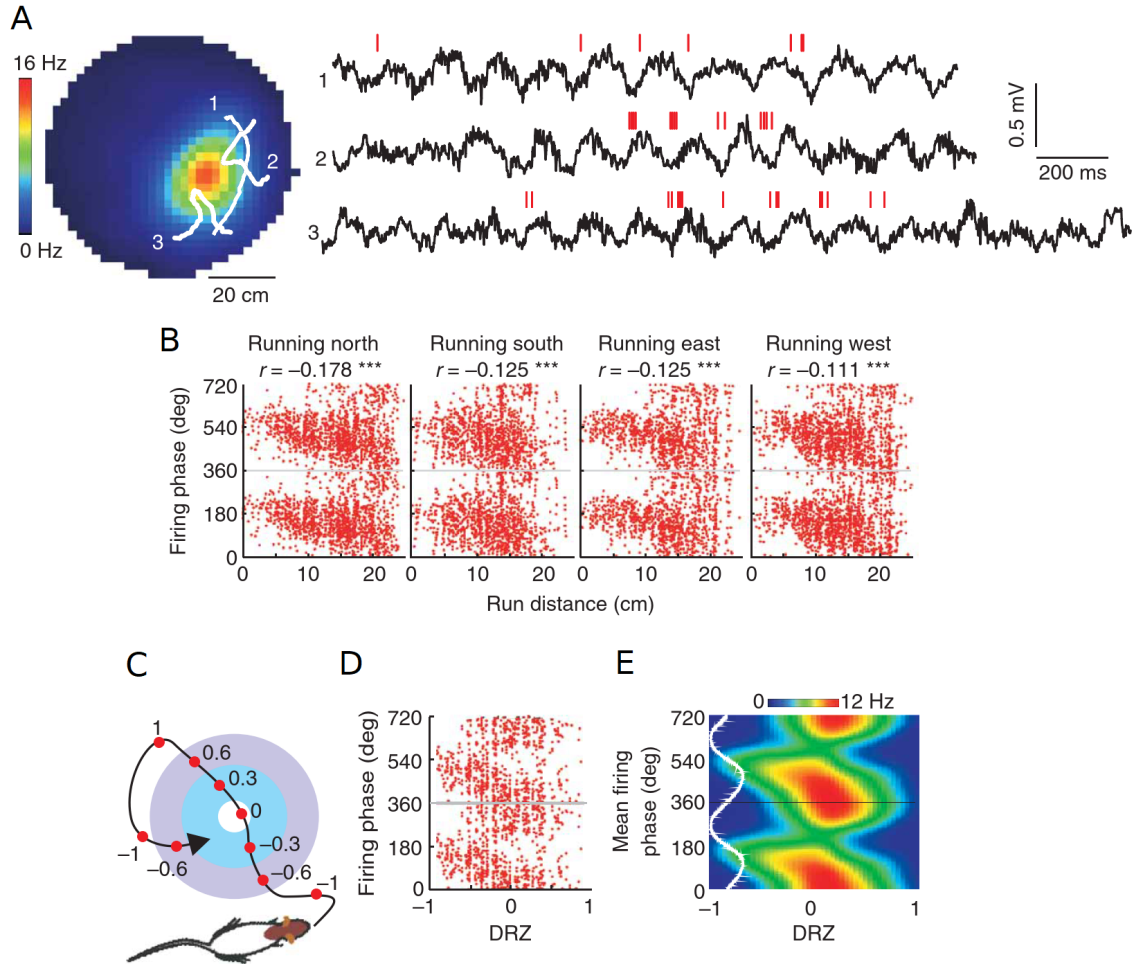 A
16 Hz
0 Hz
1
2
3
20 cm
1
2
3
0.5 mV
200 ms
B
Running north
r = −0.178 ***
Running south
r = −0.125 ***
Running east
r = −0.125 ***
Running west
r = −0.111 ***
Firing phase (deg)
720
540
360
180
0
0 10 20
0 10 20
0 10 20
0 10 20
Run distance (cm)
C
1
0.6
0.3
0
−0.3
−0.6
−1
−1
−0.6
D
Firing phase (deg)
720
540
360
180
0
−1 0 1
DRZ
E
0 12 Hz
Mean firing
phase (deg)
720
540
360
180
0
−1 0 1
DRZ